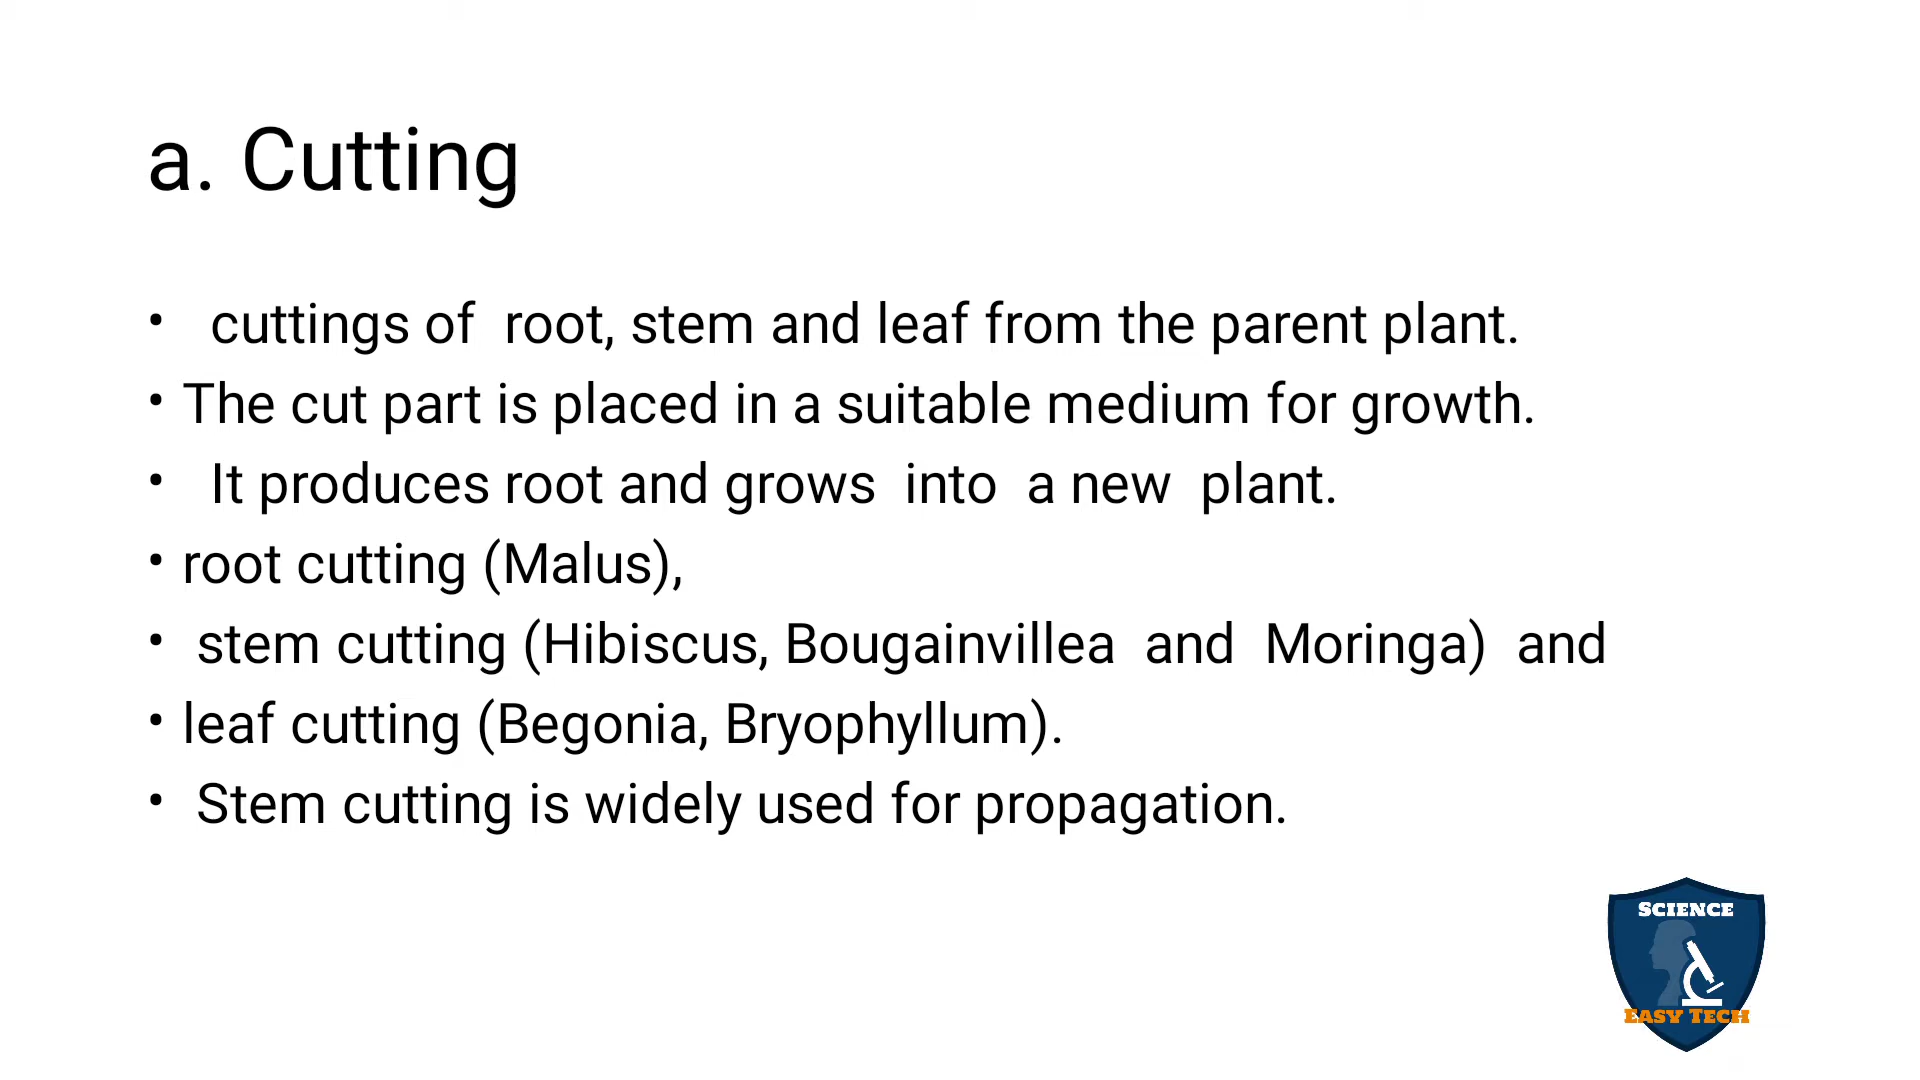 a. Cutting
• cuttings of root, stem and leaf from the parent plant.
• The cut part is placed in a suitable medium for growth.
• It produces root and grows into a new plant.
• root cutting (Malus),
• stem cutting (Hibiscus, Bougainvillea and Moringa) and
• leaf cutting (Begonia, Bryophyllum).
• Stem cutting is widely used for propagation.
SCIENCE
EASY TECH